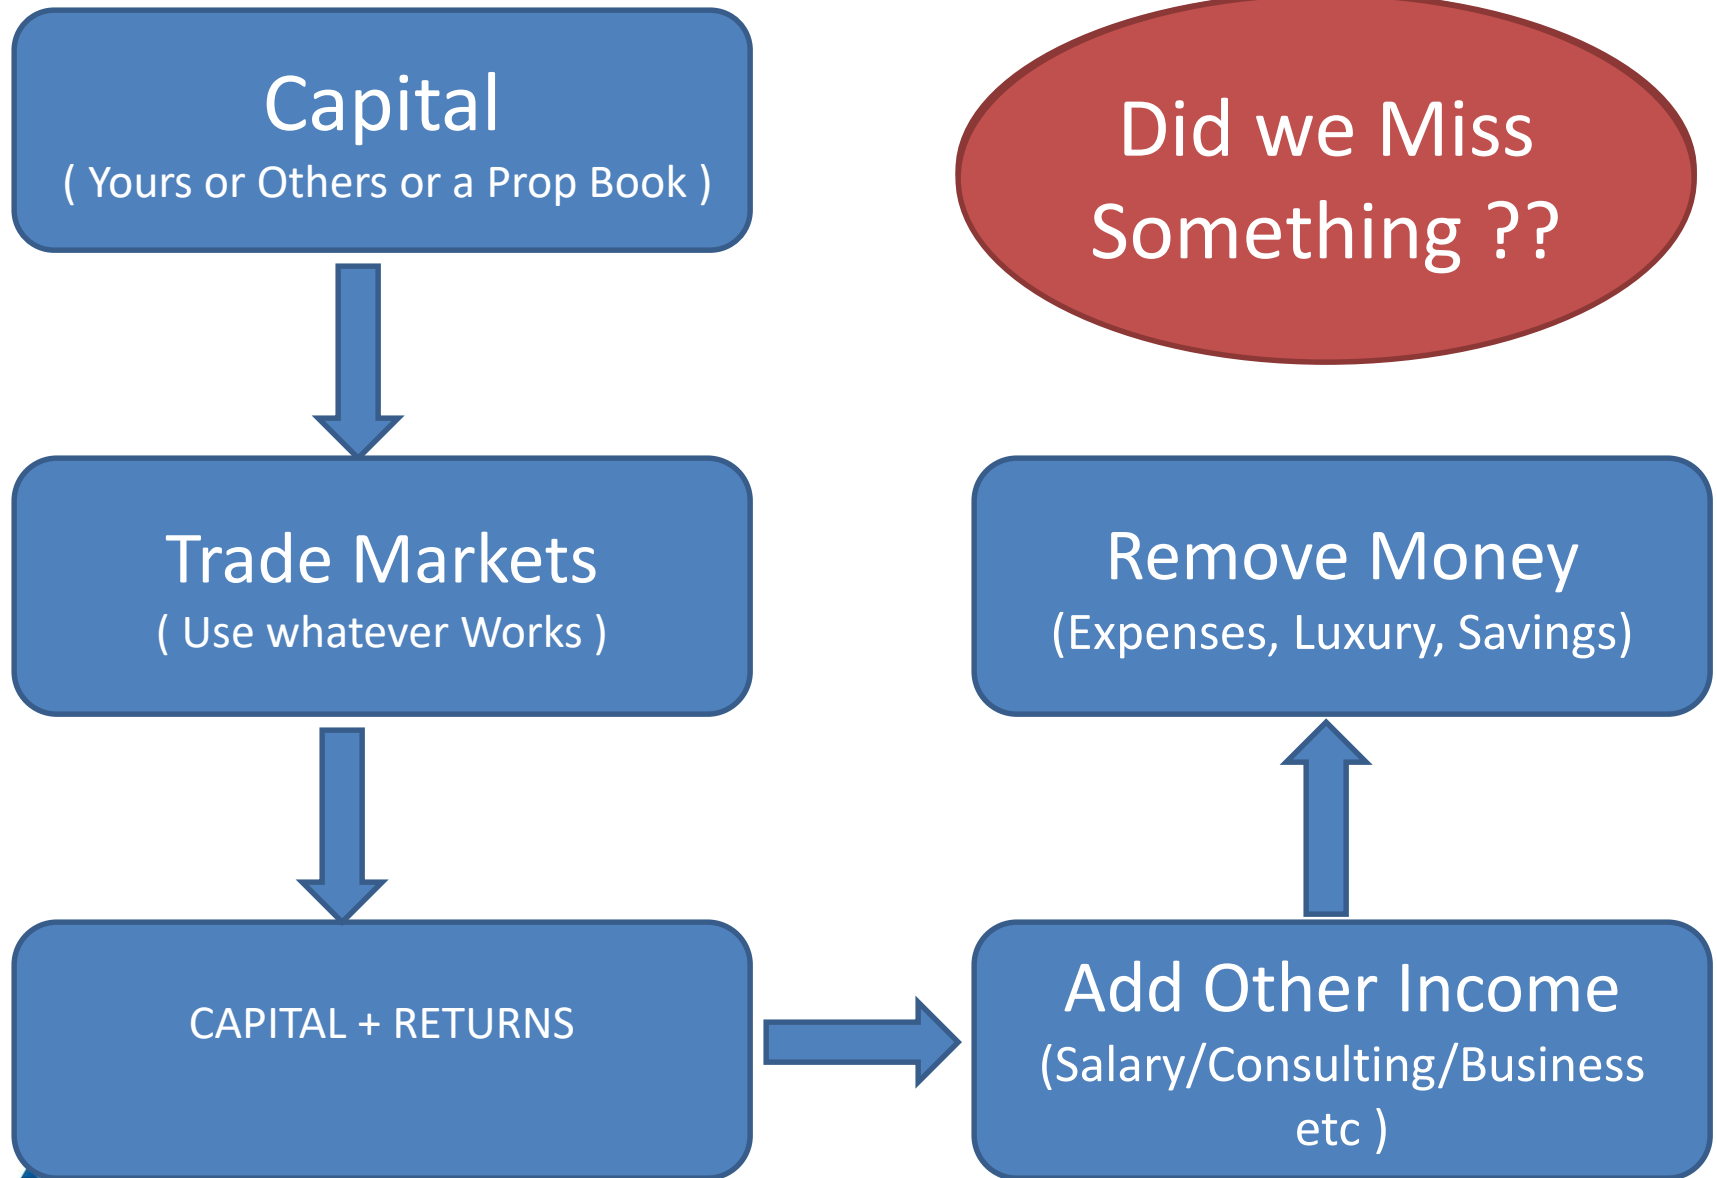 Capital
( Yours or Others or a Prop Book )
Did we Miss
Something ??
Trade Markets
( Use whatever Works )
Remove Money
(Expenses, Luxury, Savings)
CAPITAL + RETURNS
Add Other Income
(Salary/Consulting/Business
etc )